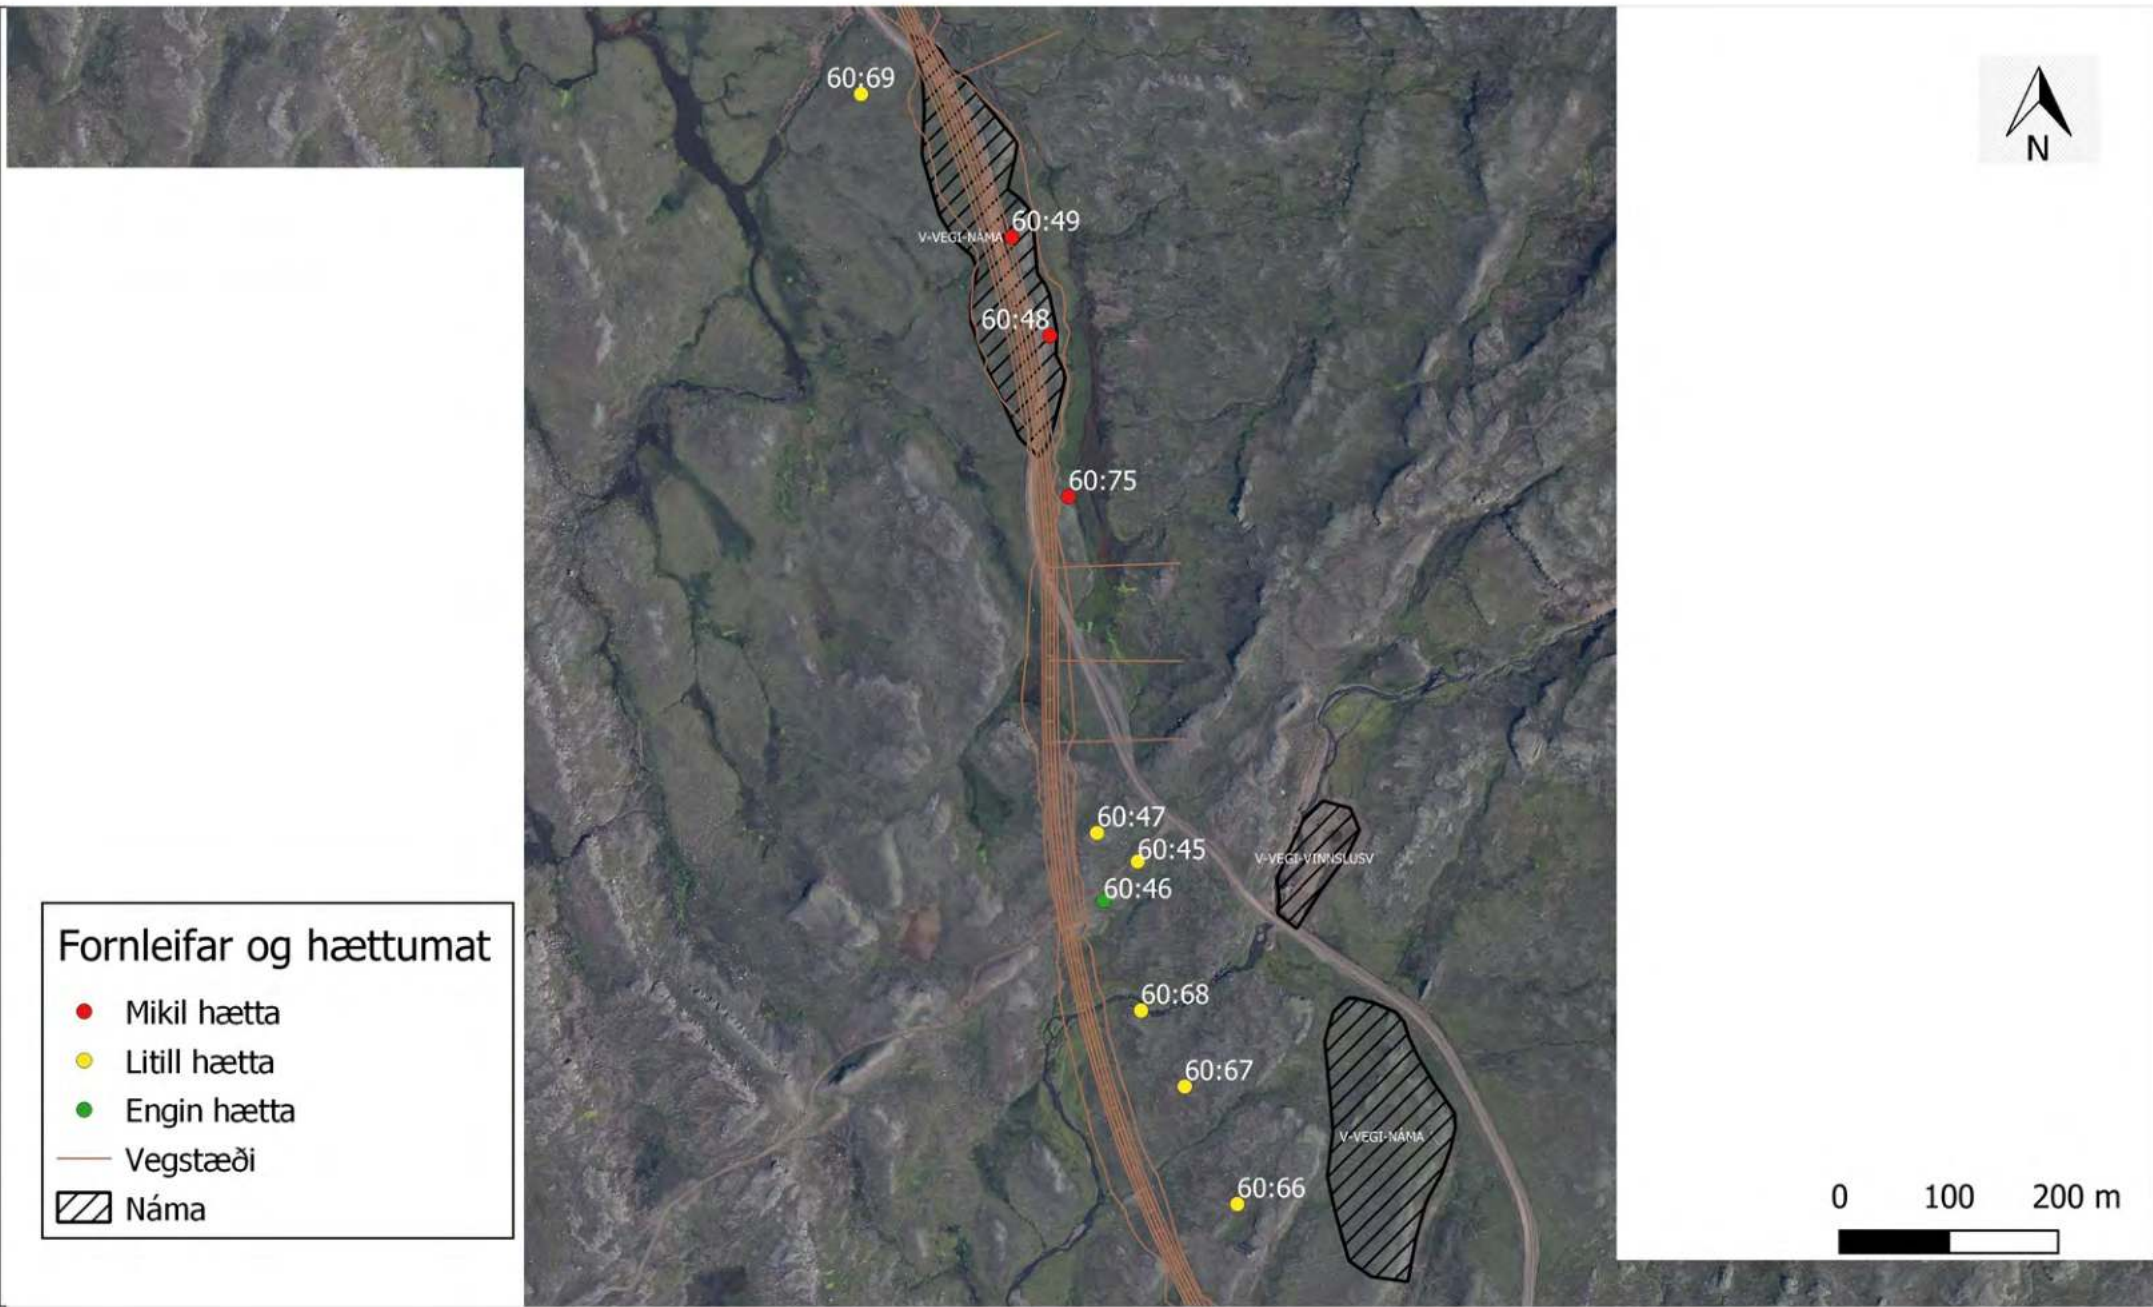 60:69
N
60:49
V-VEGI-NÁMA
60:48
60:75
60:47
60:45
V-VEGI-VINNSLUSV
60:46
Fornleifar og hættumat
Mikil hætta
Litill hætta
Engin hætta
Vegstæði
Náma
60:68
60:67
V-VEGI-NÁMA
60:66
0 100 200 m